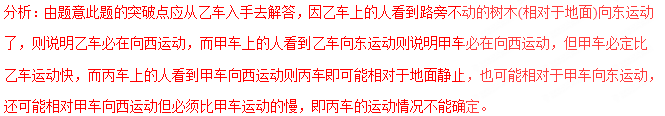 分析：由题意此题的突破点应从乙车入手去解答，因乙车上的人看到路旁不动的树木(相对于地面)向东运动
了，则说明乙车必在向西运动，而甲车上的人看到乙车向东运动则说明甲车必在向西运动，但甲车必定比
乙车运动快，而丙车上的人看到甲车向西运动则丙车即可能相对于地面静止，也可能相对于甲车向东运动，
还可能相对甲车向西运动但必须比甲车运动的慢，即丙车的运动情况不能确定。